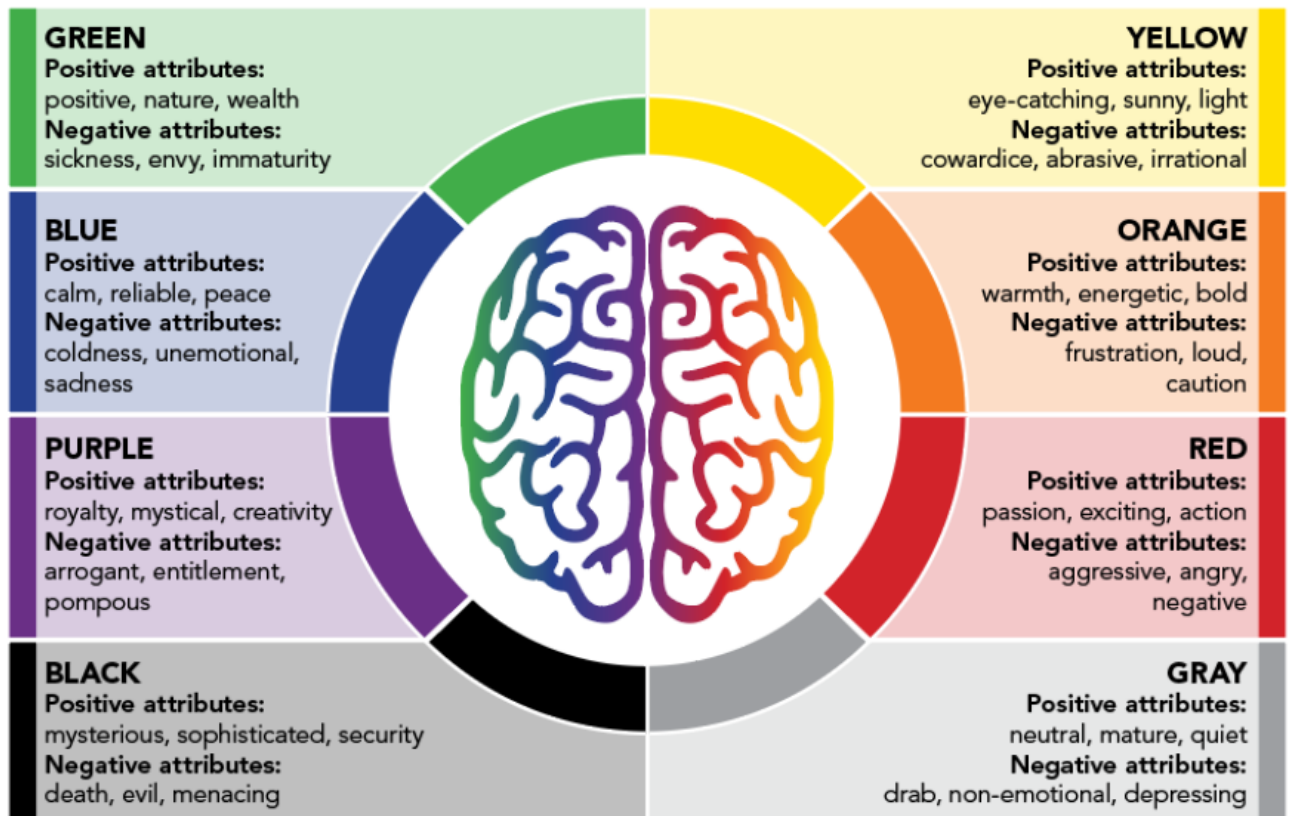 GREEN
Positive attributes:
positive, nature, wealth
Negative attributes:
sickness, envy, immaturity
YELLOW
Positive attributes:
eye-catching, sunny, light
Negative attributes:
cowardice, abrasive, irrational
BLUE
Positive attributes:
calm, reliable, peace
Negative attributes:
coldness, unemotional,
sadness
ORANGE
Positive attributes:
warmth, energetic, bold
Negative attributes:
frustration, loud,
caution
PURPLE
Positive attributes:
royalty, mystical, creativity
Negative attributes:
arrogant, entitlement,
pompous
RED
Positive attributes:
passion, exciting, action
Negative attributes:
aggressive, angry,
negative
BLACK
Positive attributes:
mysterious, sophisticated, security
Negative attributes:
death, evil, menacing
GRAY
Positive attributes:
neutral, mature, quiet
Negative attributes:
drab, non-emotional, depressing